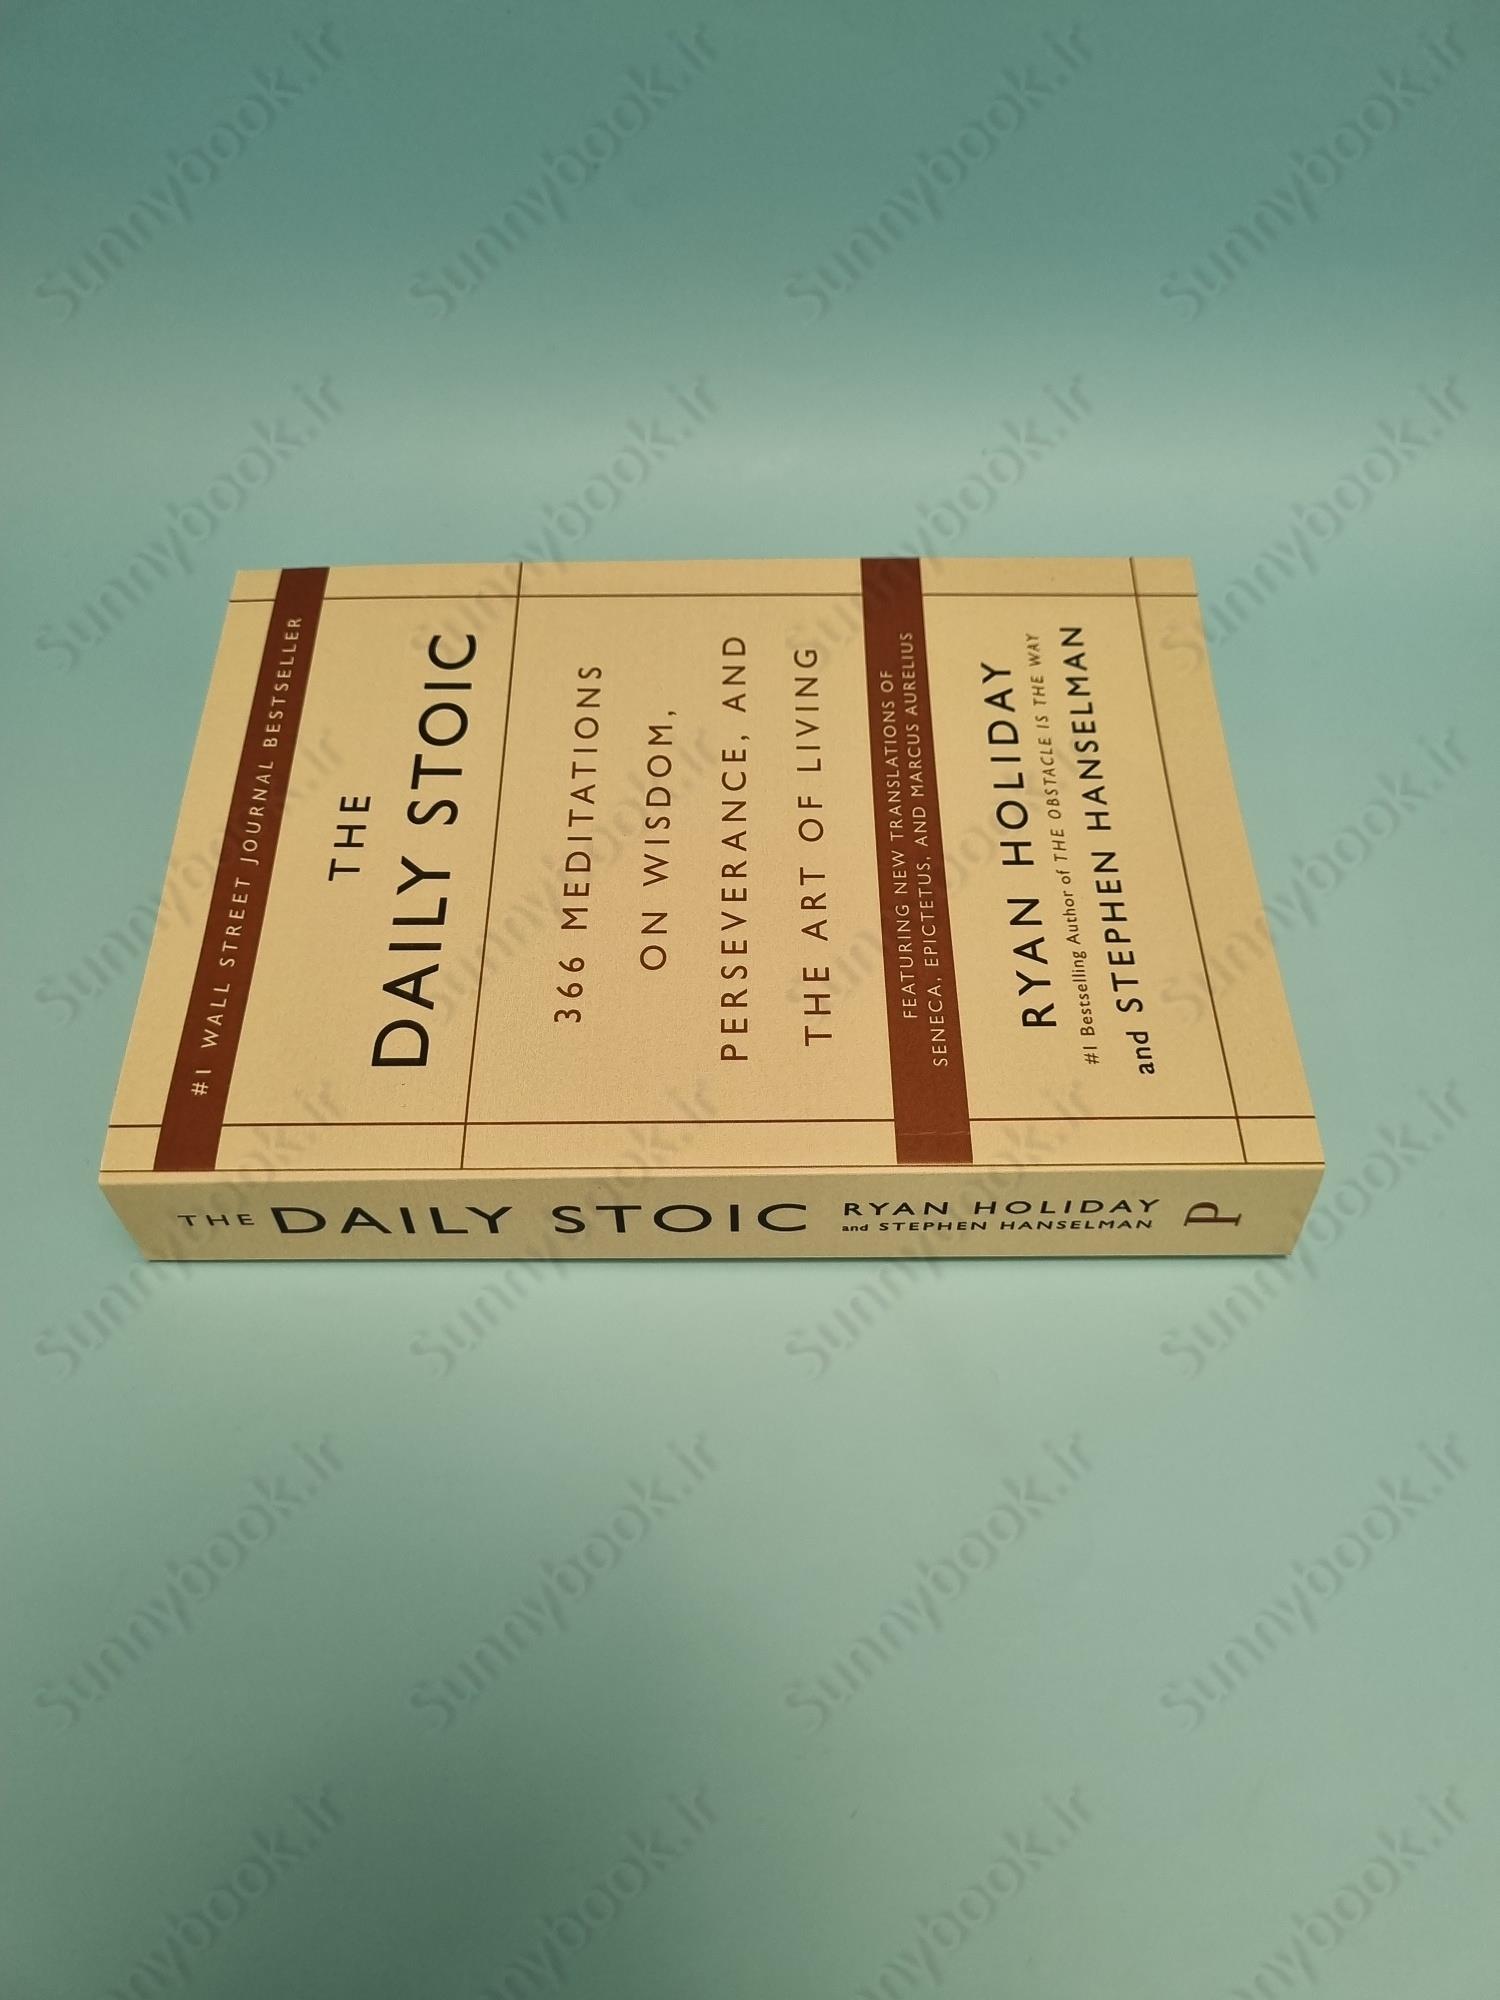 #1 WALL STREET JOURNAL BESTSELLER
THE
DAILY STOIC
366 MEDITATIONS
ON WISDOM,
PERSEVERANCE, AND
THE ART OF LIVING
FEATURING NEW TRANSLATIONS OF
SENECA, EPICTETUS, AND MARCUS AURELIUS
RYAN HOLIDAY
#1 Bestselling Author of THE OBSTACLE IS THE WAY
and STEPHEN HANSELMAN
THE DAILY STOIC
RYAN HOLIDAY
and STEPHEN HANSELMAN
P
Sunnybook.ir